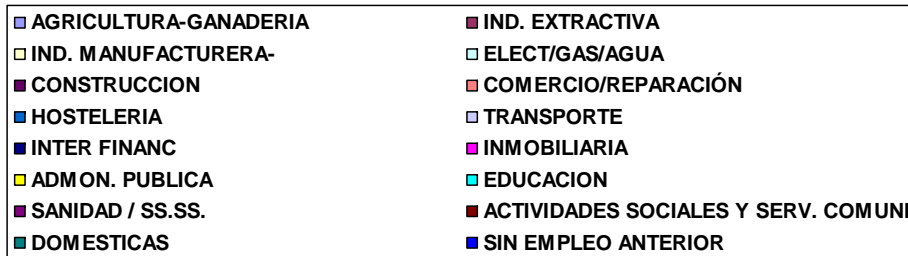 AGRICULTURA-GANADERIA IND. EXTRACTIVA
IND. MANUFACTURERA- ELECT/GAS/AGUA
CONSTRUCCION COMERCIO/REPARACIÓN
HOSTELERIA TRANSPORTE
INTER FINANC INMOBILIARIA
ADMON. PUBLICA EDUCACION
SANIDAD / SS.SS. ACTIVIDADES SOCIALES Y SERV. COMUNI
DOMESTICAS SIN EMPLEO ANTERIOR